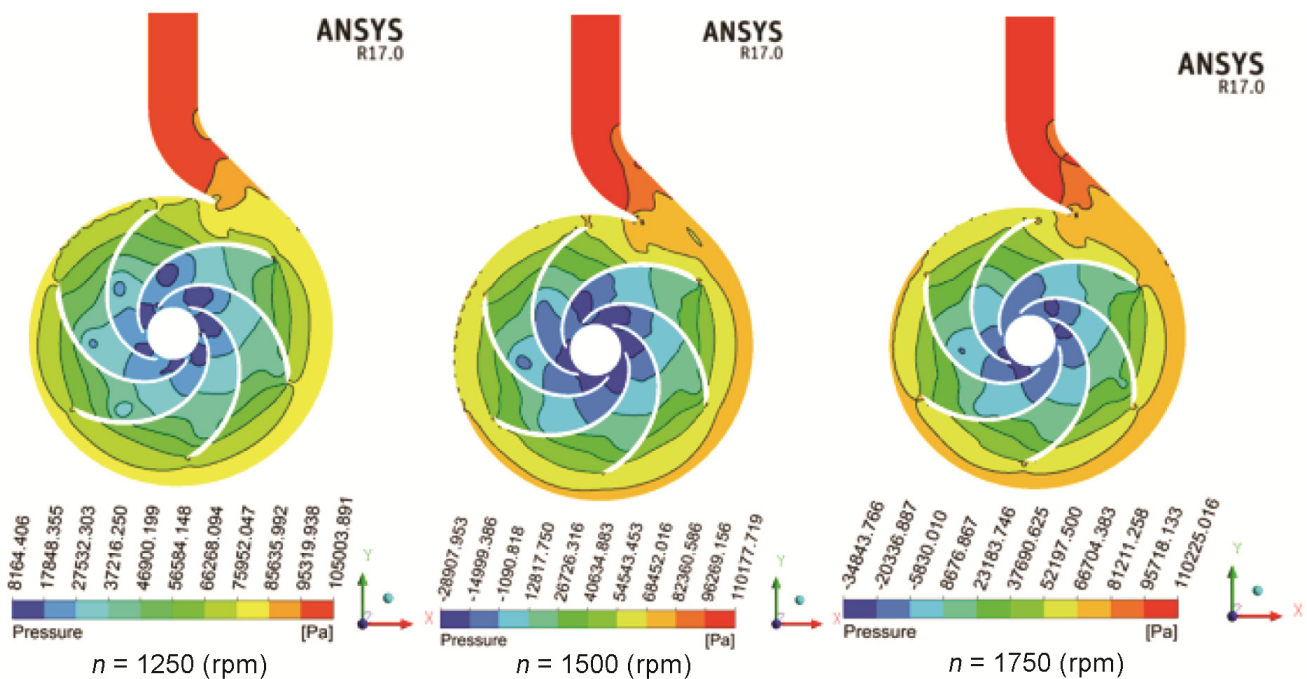 ANSYS
R17.0
8164.406
17848.355
27532.303
37216.250
46900.199
56584.148
66268.094
75952.047
85635.992
95319.938
105003.891
Pressure [Pa]
Y
X
n = 1250 (rpm)
ANSYS
R17.0
-28907.953
-14999.386
-1090.818
12817.750
26726.316
40634.883
54543.453
68452.016
82360.586
96269.156
110177.719
Pressure [Pa]
Y
X
n = 1500 (rpm)
ANSYS
R17.0
-34843.766
-20336.887
-5830.010
8676.867
23183.746
37690.625
52197.500
66704.383
81211.258
95718.133
110225.016
Pressure [Pa]
Y
X
n = 1750 (rpm)